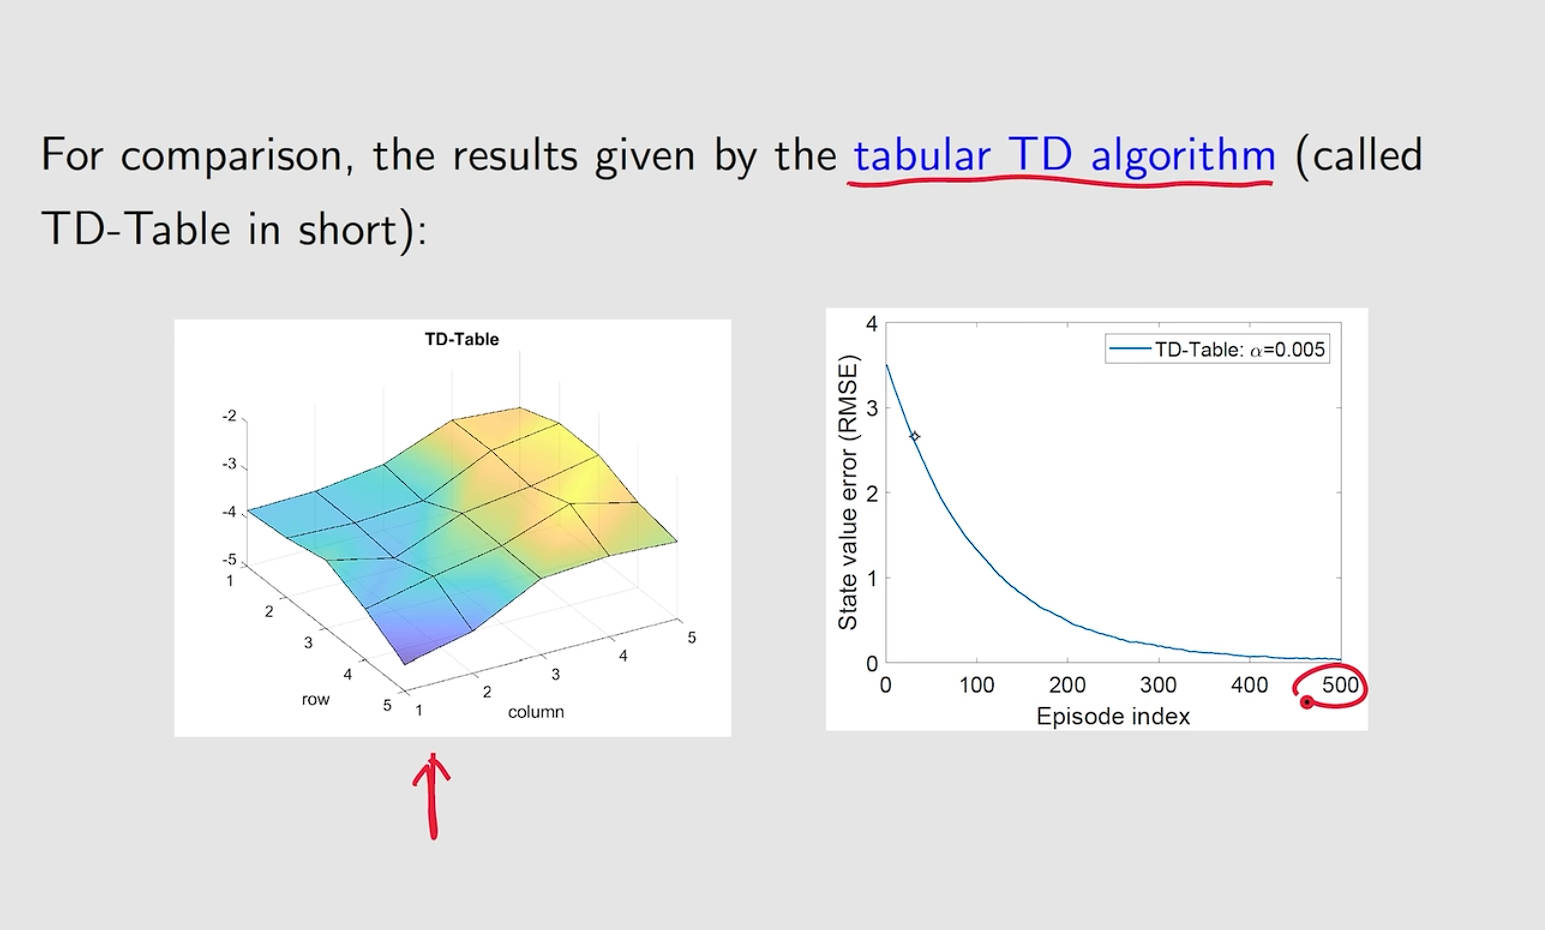 For comparison, the results given by the tabular TD algorithm (called
TD-Table in short):
TD-Table
-2
-3
-4
-5
1
2
3
4
5
row
1
2
3
4
5
column
4
3
2
1
0
State value error (RMSE)
TD-Table: α=0.005
0 100 200 300 400 500
Episode index